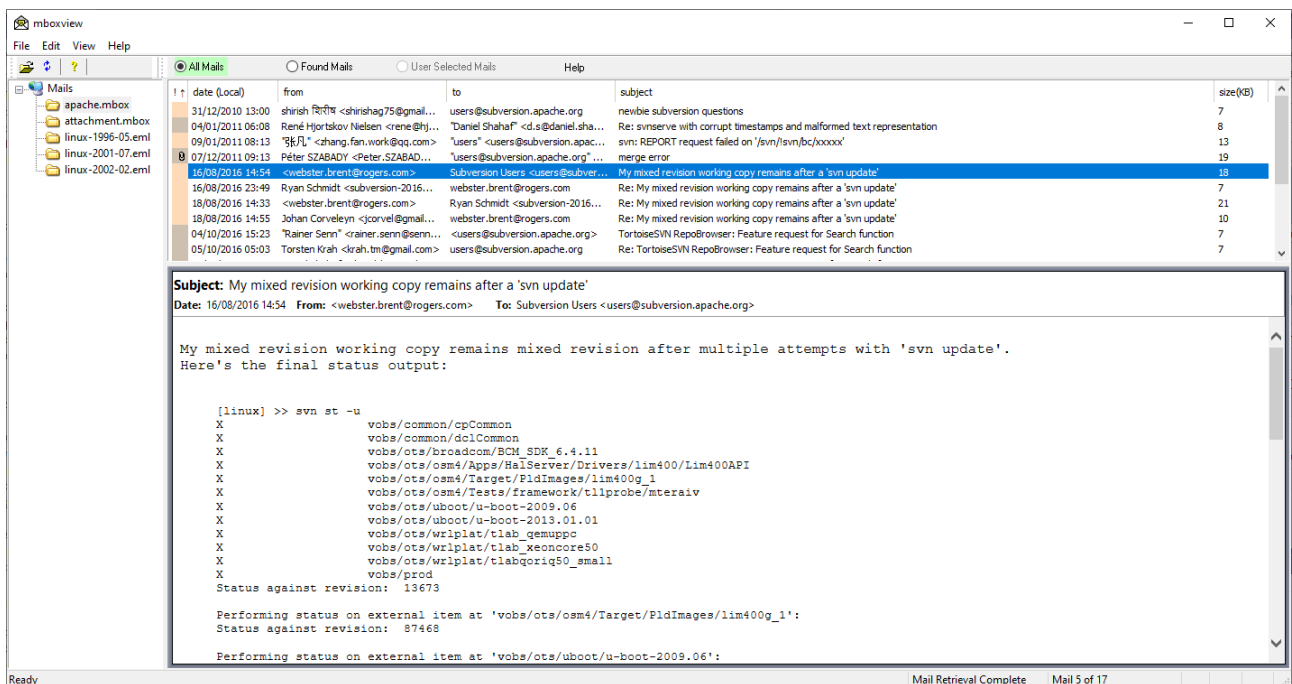 mboxview
File Edit View Help
All Mails Found Mails User Selected Mails Help
Mails
apache.mbox
attachment.mbox
linux-1996-05.eml
linux-2001-07.eml
linux-2002-02.eml
! date (Local) from to subject size(KB)
31/12/2010 13:00 shirish शिरीष <shirishag75@gmail... users@subversion.apache.org newbie subversion questions 7
04/01/2011 06:08 René Hjortskov Nielsen <rene@hj... "Daniel Shahaf" <d.s@daniel.sha... Re: svnserve with corrupt timestamps and malformed text representation 8
09/01/2011 08:13 "张凡" <zhang.fan.work@qq.com> "users" <users@subversion.apac... svn: REPORT request failed on '/svn/!svn/bc/xxxxx' 13
07/12/2011 09:13 Péter SZABADY <Peter.SZABAD... "users@subversion.apache.org" ... merge error 19
16/08/2016 14:54 <webster.brent@rogers.com> Subversion Users <users@subver... My mixed revision working copy remains after a 'svn update' 18
16/08/2016 23:49 Ryan Schmidt <subversion-2016... webster.brent@rogers.com Re: My mixed revision working copy remains after a 'svn update' 7
18/08/2016 14:33 <webster.brent@rogers.com> Ryan Schmidt <subversion-2016... Re: My mixed revision working copy remains after a 'svn update' 21
18/08/2016 14:55 Johan Corveleyn <jcorvel@gmail... webster.brent@rogers.com Re: My mixed revision working copy remains after a 'svn update' 10
04/10/2016 15:23 "Rainer Senn" <rainer.senn@senn... <users@subversion.apache.org> TortoiseSVN RepoBrowser: Feature request for Search function 7
05/10/2016 05:03 Torsten Krah <krah.tm@gmail.com> users@subversion.apache.org Re: TortoiseSVN RepoBrowser: Feature request for Search function 7
Subject: My mixed revision working copy remains after a 'svn update'
Date: 16/08/2016 14:54 From: <webster.brent@rogers.com> To: Subversion Users <users@subversion.apache.org>
My mixed revision working copy remains mixed revision after multiple attempts with 'svn update'.
Here's the final status output:
[linux] >> svn st -u
X vobs/common/cpCommon
X vobs/common/dclCommon
X vobs/ots/broadcom/BCM_SDK_6.4.11
X vobs/ots/osm4/Apps/HalServer/Drivers/lim400/Lim400API
X vobs/ots/osm4/Target/PldImages/lim400g_1
X vobs/ots/osm4/Tests/framework/tl1probe/mteraiv
X vobs/ots/uboot/u-boot-2009.06
X vobs/ots/uboot/u-boot-2013.01.01
X vobs/ots/wrlplat/tlab_qemuppc
X vobs/ots/wrlplat/tlab_xeoncore50
X vobs/ots/wrlplat/tlabqoriq50_small
X vobs/prod
Status against revision: 13673
Performing status on external item at 'vobs/ots/osm4/Target/PldImages/lim400g_1':
Status against revision: 87468
Performing status on external item at 'vobs/ots/uboot/u-boot-2009.06':
Ready Mail Retrieval Complete Mail 5 of 17